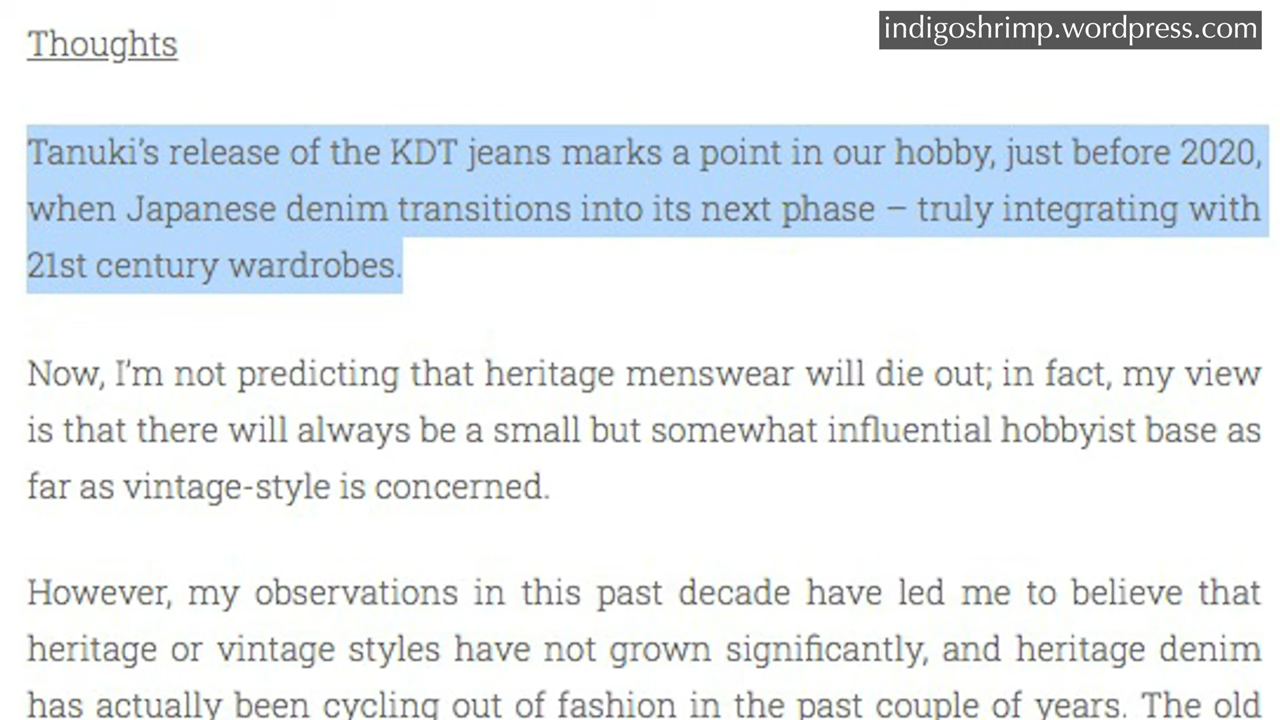 indigoshrimp.wordpress.com
Thoughts
Tanuki's release of the KDT jeans marks a point in our hobby, just before 2020,
when Japanese denim transitions into its next phase – truly integrating with
21st century wardrobes.
Now, I'm not predicting that heritage menswear will die out; in fact, my view
is that there will always be a small but somewhat influential hobbyist base as
far as vintage-style is concerned.
However, my observations in this past decade have led me to believe that
heritage or vintage styles have not grown significantly, and heritage denim
has actually been cycling out of fashion in the past couple of years. The old